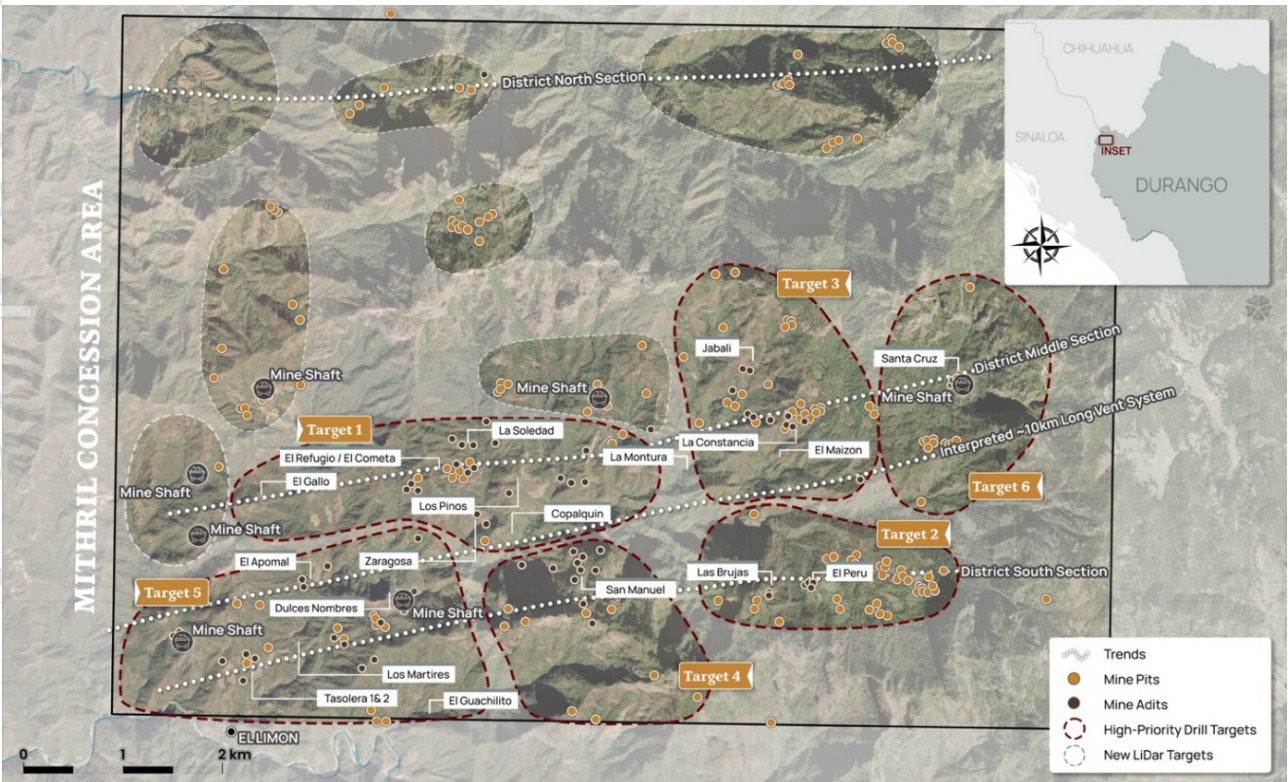 MITHRIL CONCESSION AREA
District North Section
CHIHUAHUA
SINALOA
INSET
DURANGO
Target 3
Jabali
Santa Cruz
District Middle Section
Mine Shaft
Mine Shaft
Mine Shaft
Interpreted ~10km Long Vent System
Target 1
La Soledad
La Constancia
El Maizon
El Refugio / El Cometa
La Montura
El Gallo
Mine Shaft
Los Pinos
Copalquin
Target 6
Mine Shaft
Target 2
El Apomal
Zaragosa
Las Brujas
El Peru
District South Section
Target 5
San Manuel
Dulces Nombres
Mine Shaft
Mine Shaft
Los Martires
Target 4
Tasolera 1& 2
El Guachilito
EL LIMON
0
1
2 km
Trends
Mine Pits
Mine Adits
High-Priority Drill Targets
New LiDar Targets